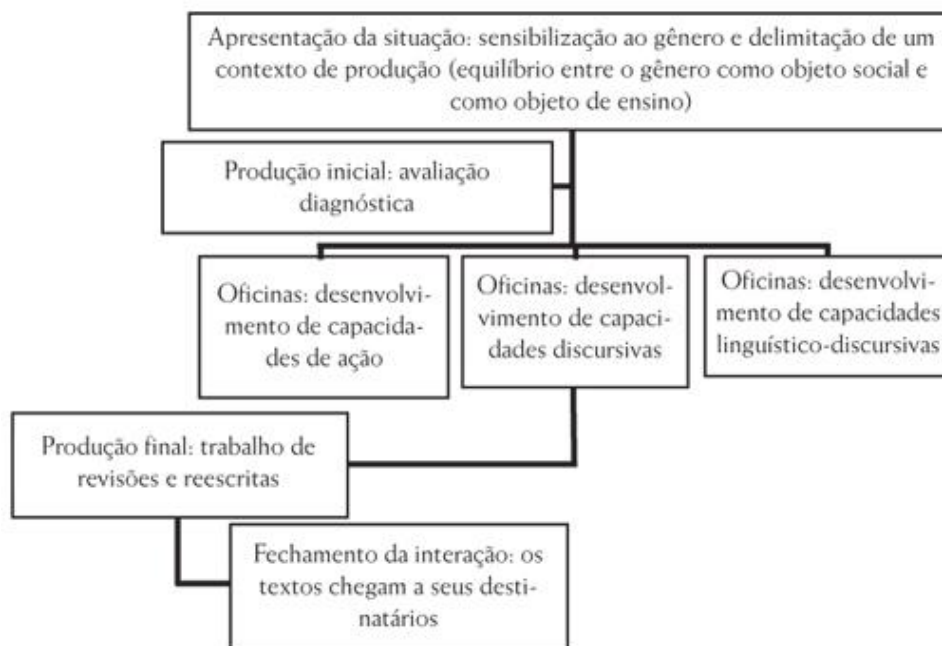 Apresentação da situação: sensibilização ao gênero e delimitação de um
contexto de produção (equilíbrio entre o gênero como objeto social e
como objeto de ensino)
Produção inicial: avaliação
diagnóstica
Oficinas: desenvolvi-
mento de capacida-
des de ação
Oficinas: desenvol-
vimento de capaci-
dades discursivas
Oficinas: desenvolvi-
mento de capacidades
linguístico-discursivas
Produção final: trabalho de
revisões e reescritas
Fechamento da interação: os
textos chegam a seus desti-
natários